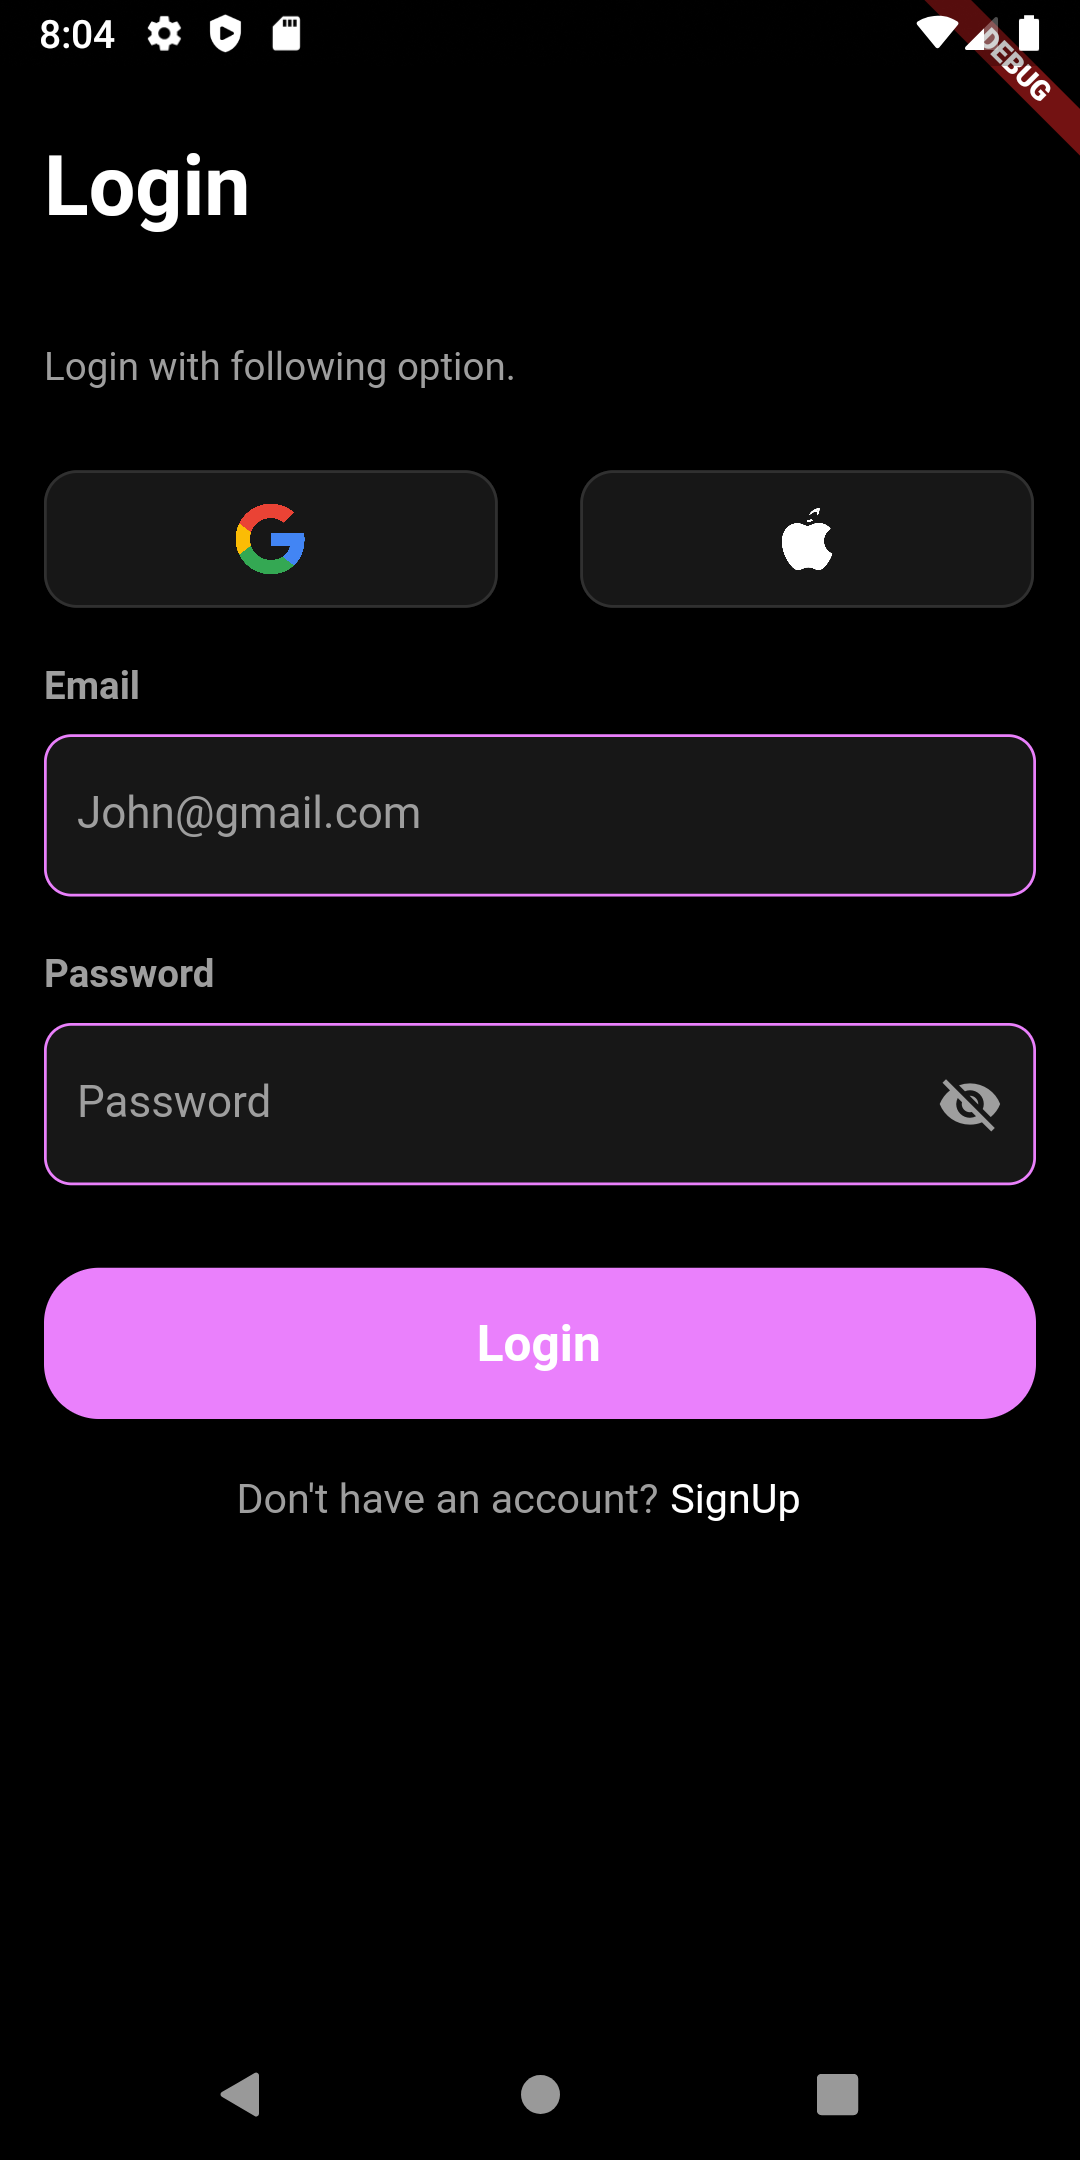 8:04
DEBUG
Login
Login with following option.
Email
John@gmail.com
Password
Password
Login
Don't have an account? SignUp